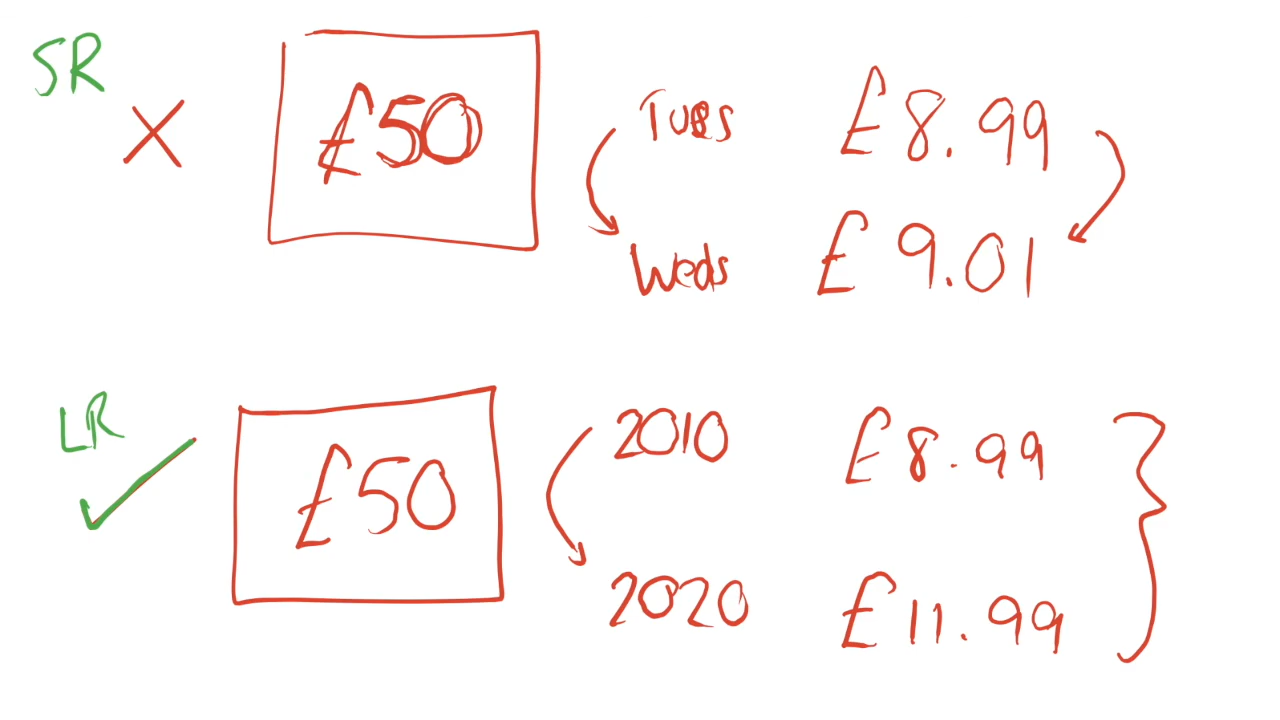 SR
£50
Tues £8.99
Weds £9.01
LR
£50
2010 £8.99
2020 £11.99